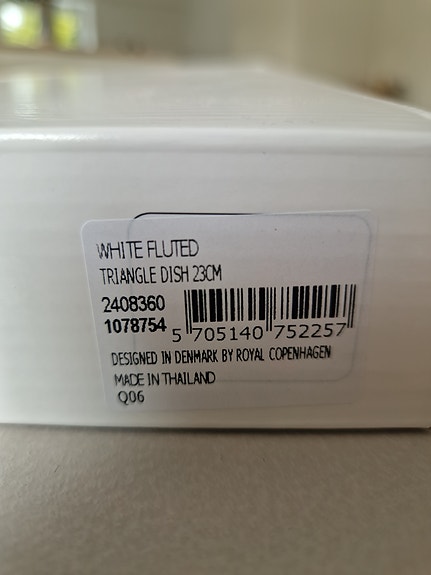 WHITE FLUTED
TRIANGLE DISH 23CM
2408360
1078754
5 705140 752257
DESIGNED IN DENMARK BY ROYAL COPENHAGEN
MADE IN THAILAND
Q06